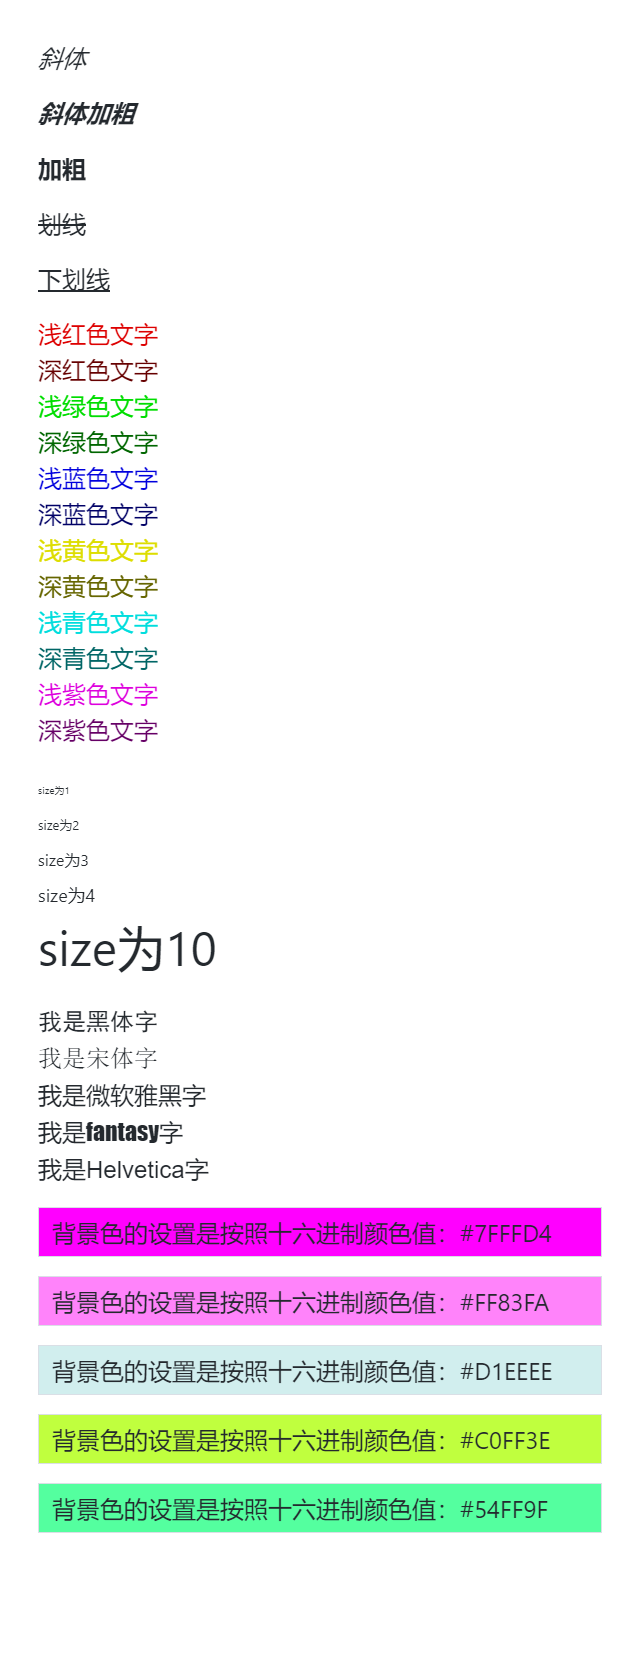 斜体
斜体加粗
加粗
划线
下划线
浅红色文字
深红色文字
浅绿色文字
深绿色文字
浅蓝色文字
深蓝色文字
浅黄色文字
深黄色文字
浅青色文字
深青色文字
浅紫色文字
深紫色文字
size为1
size为2
size为3
size为4
size为10
我是黑体字
我是宋体字
我是微软雅黑字
我是fantasy字
我是Helvetica字
背景色的设置是按照十六进制颜色值：#7FFFD4
背景色的设置是按照十六进制颜色值：#FF83FA
背景色的设置是按照十六进制颜色值：#D1EEEE
背景色的设置是按照十六进制颜色值：#C0FF3E
背景色的设置是按照十六进制颜色值：#54FF9F